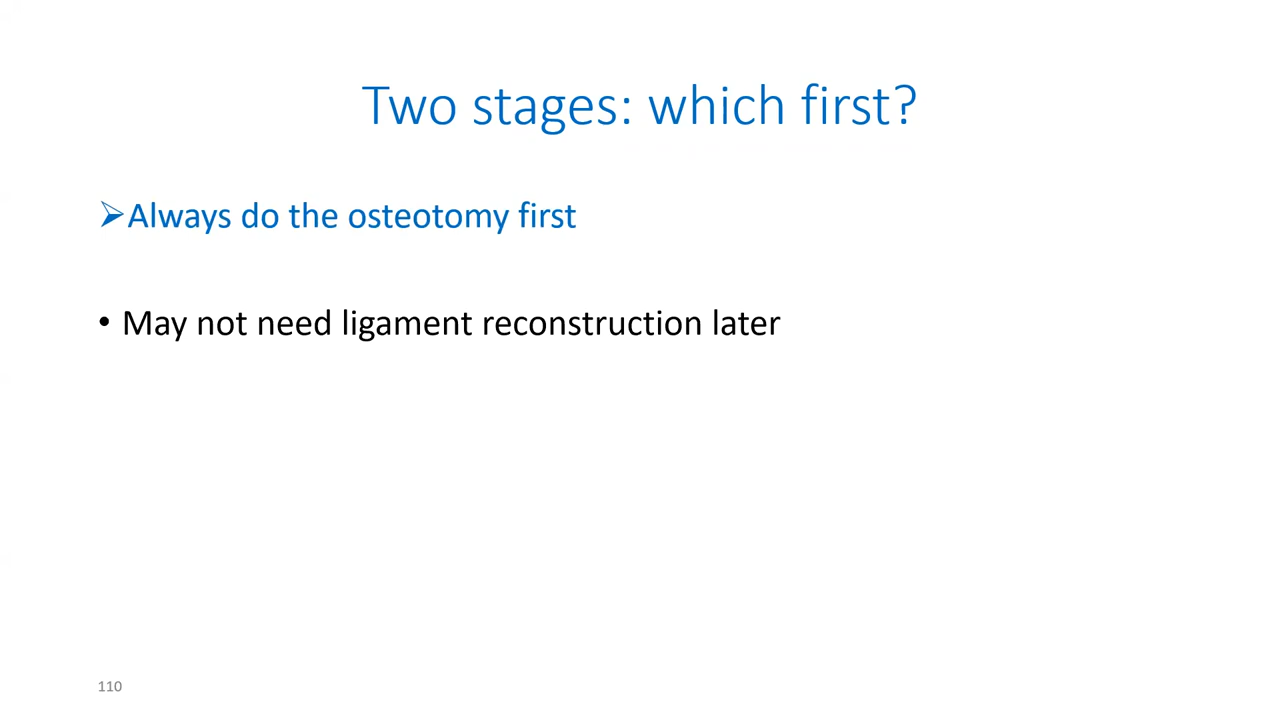 Two stages: which first?
➢Always do the osteotomy first
• May not need ligament reconstruction later
110